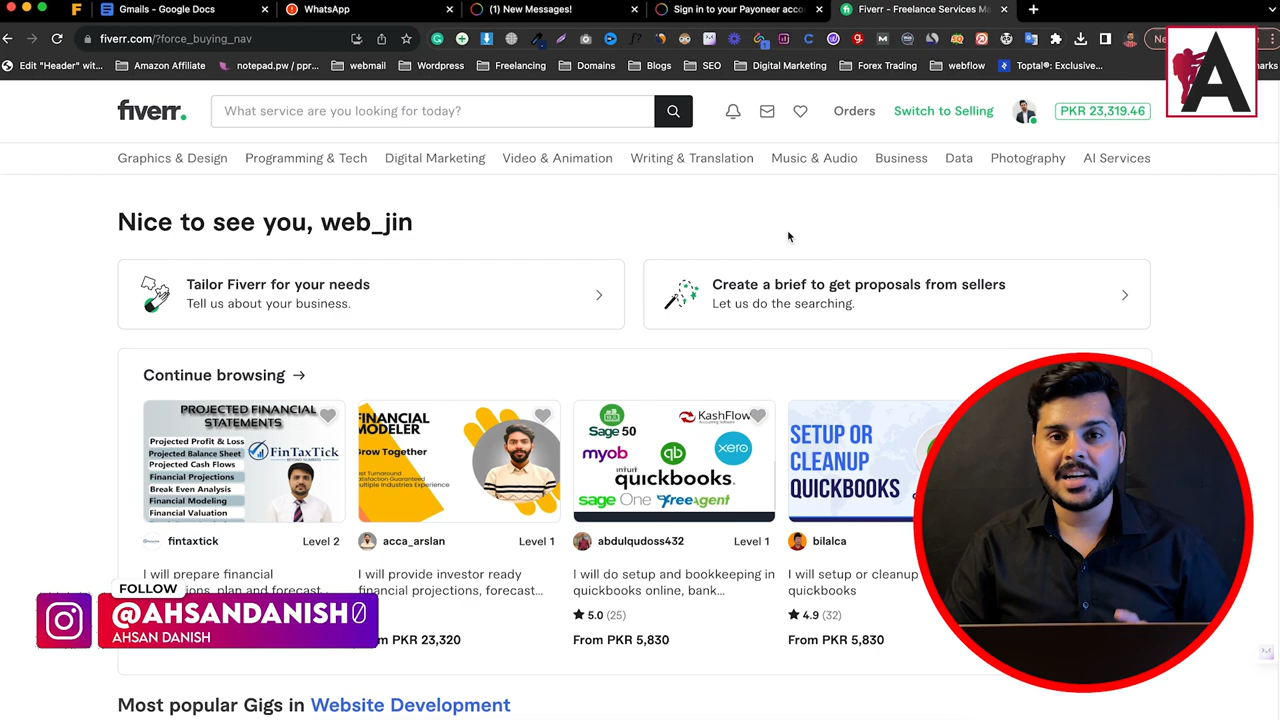 Gmails - Google Docs
WhatsApp
(1) New Messages!
Sign in to your Payoneer acco
Fiverr - Freelance Services Ma
fiverr.com/?force_buying_nav
Edit "Header" wit...
Amazon Affiliate
notepad.pw / ppr...
webmail
Wordpress
Freelancing
Domains
Blogs
SEO
Digital Marketing
Forex Trading
webflow
Toptal®: Exclusive...
A
fiverr.
What service are you looking for today?
Orders
Switch to Selling
PKR 23,319.46
Graphics & Design
Programming & Tech
Digital Marketing
Video & Animation
Writing & Translation
Music & Audio
Business
Data
Photography
AI Services
Nice to see you, web_jin
Tailor Fiverr for your needs
Tell us about your business.
Create a brief to get proposals from sellers
Let us do the searching.
Continue browsing →
PROJECTED FINANCIAL
STATEMENTS
Projected Profit & Loss
Projected Balance Sheet
Projected Cash Flows
Financial Projections
Break Even Analysis
Financial Modeling
Financial Valuation
FinTaxTick
FINANCIAL
MODELER
Grow Together
Sage 50
KashFlow
myob
qb
xero
intuit
quickbooks.
sage One
freeagent
SETUP OR
CLEANUP
QUICKBOOKS
fintaxtick
Level 2
acca_arslan
Level 1
abdulqudoss432
Level 1
bilalca
I will prepare financial
projections, plan and forecast...
I will provide investor ready
financial projections, forecast...
I will do setup and bookkeeping in
quickbooks online, bank...
I will setup or cleanup
quickbooks
5.0 (25)
4.9 (32)
PKR 23,320
From PKR 5,830
From PKR 5,830
FOLLOW
@AHSANDANISH0
AHSAN DANISH
Most popular Gigs in Website Development